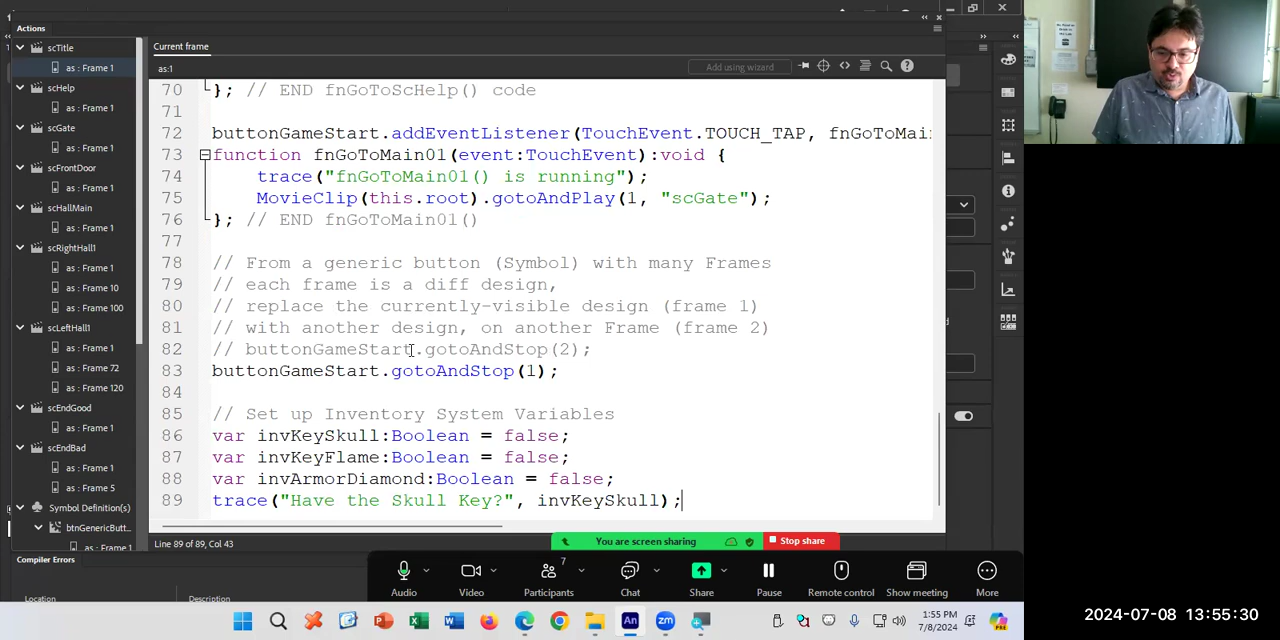 Actions
scTitle
as : Frame 1
scHelp
as : Frame 1
scGate
as : Frame 1
scFrontDoor
as : Frame 1
scHallMain
as : Frame 1
scRightHall1
as : Frame 1
as : Frame 10
as : Frame 100
scLeftHall1
as : Frame 1
as : Frame 72
as : Frame 120
scEndGood
as : Frame 1
scEndBad
as : Frame 1
as : Frame 5
Symbol Definition(s)
btnGenericButt...
as : Frame 1
Current frame
as:1
Add using wizard
70 }; // END fnGoToScHelp() code
71
72 buttonGameStart.addEventListener(TouchEvent.TOUCH_TAP, fnGoToMai
73 function fnGoToMain01(event:TouchEvent):void {
74 trace("fnGoToMain01() is running");
75 MovieClip(this.root).gotoAndPlay(1, "scGate");
76 }; // END fnGoToMain01()
77
78 // From a generic button (Symbol) with many Frames
79 // each frame is a diff design,
80 // replace the currently-visible design (frame 1)
81 // with another design, on another Frame (frame 2)
82 // buttonGameStart.gotoAndStop(2);
83 buttonGameStart.gotoAndStop(1);
84
85 // Set up Inventory System Variables
86 var invKeySkull:Boolean = false;
87 var invKeyFlame:Boolean = false;
88 var invArmorDiamond:Boolean = false;
89 trace("Have the Skull Key?", invKeySkull);
Line 89 of 89, Col 43
Compiler Errors
Location
Description
You are screen sharing
Stop share
7
Audio
Video
Participants
Chat
Share
Pause
Remote control
Show meeting
More
An
zm
1:55 PM
7/8/2024
PRE
2024-07-08 13:55:30